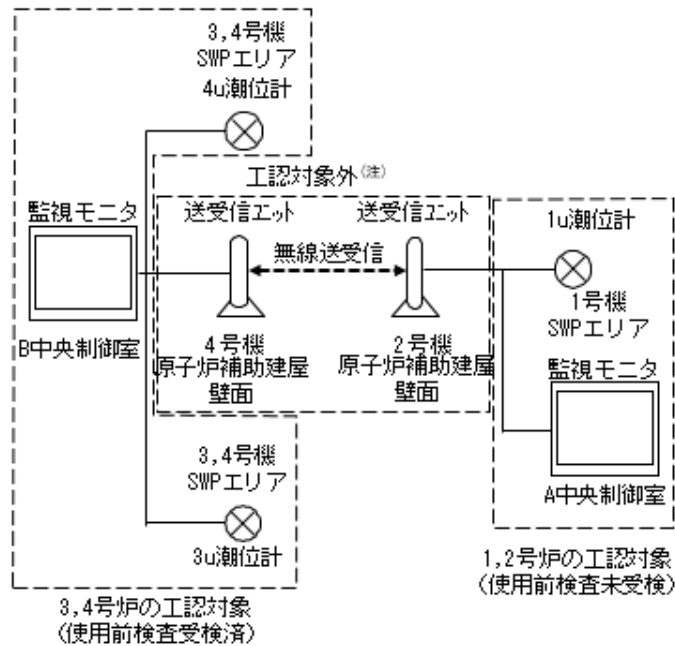 3,4号機
SWPエリア
4u潮位計
工認対象外(注)
監視モニタ
B中央制御室
送受信ユニット
無線送受信
送受信ユニット
4号機
原子炉補助建屋
壁面
2号機
原子炉補助建屋
壁面
1u潮位計
1号機
SWPエリア
監視モニタ
A中央制御室
3,4号機
SWPエリア
3u潮位計
3,4号炉の工認対象
(使用前検査受検済)
1,2号炉の工認対象
(使用前検査未受検)